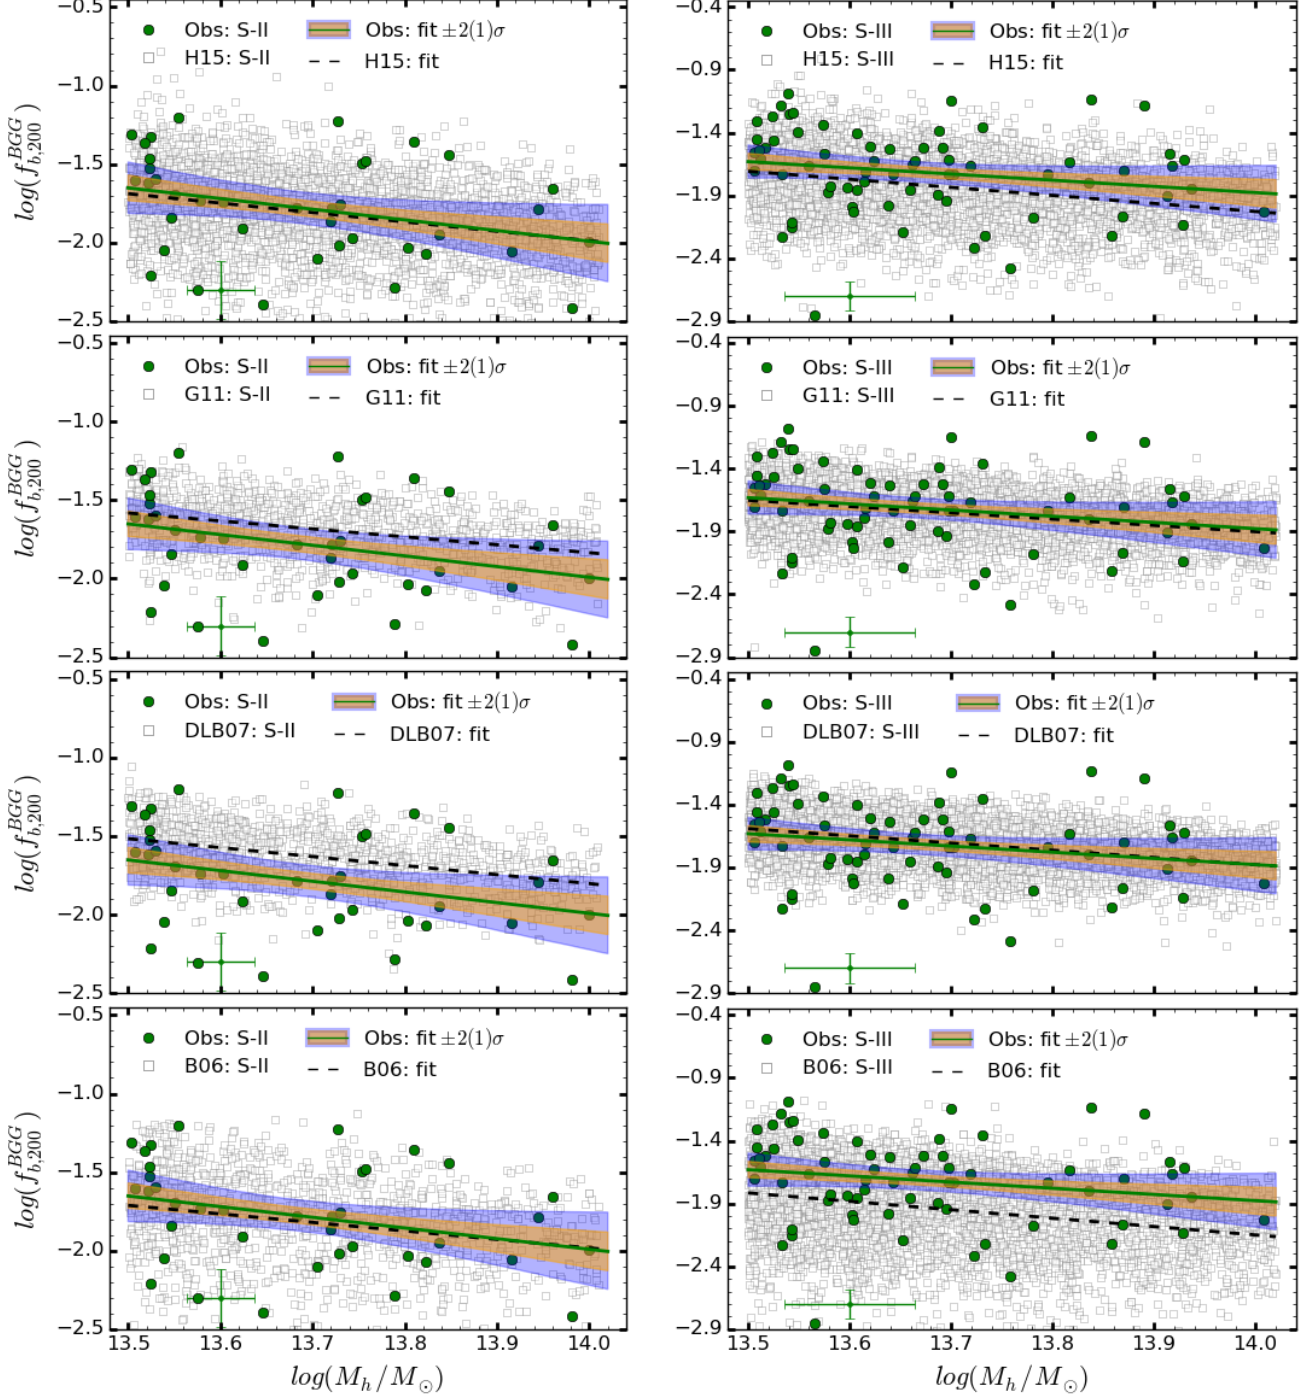 Obs: S-II
Obs: fit ±2(1)σ
H15: S-II
H15: fit
−0.5
−1.0
−1.5
−2.0
−2.5
log(f_{b,200}^{BGG})
Obs: S-III
Obs: fit ±2(1)σ
H15: S-III
H15: fit
−0.4
−0.9
−1.4
−1.9
−2.4
−2.9
Obs: S-II
Obs: fit ±2(1)σ
G11: S-II
G11: fit
−0.5
−1.0
−1.5
−2.0
−2.5
log(f_{b,200}^{BGG})
Obs: S-III
Obs: fit ±2(1)σ
G11: S-III
G11: fit
−0.4
−0.9
−1.4
−1.9
−2.4
−2.9
Obs: S-II
Obs: fit ±2(1)σ
DLB07: S-II
DLB07: fit
−0.5
−1.0
−1.5
−2.0
−2.5
log(f_{b,200}^{BGG})
Obs: S-III
Obs: fit ±2(1)σ
DLB07: S-III
DLB07: fit
−0.4
−0.9
−1.4
−1.9
−2.4
−2.9
Obs: S-II
Obs: fit ±2(1)σ
B06: S-II
B06: fit
−0.5
−1.0
−1.5
−2.0
−2.5
log(f_{b,200}^{BGG})
13.5 13.6 13.7 13.8 13.9 14.0
log(M_h/M_⊙)
Obs: S-III
Obs: fit ±2(1)σ
B06: S-III
B06: fit
−0.4
−0.9
−1.4
−1.9
−2.4
−2.9
13.5 13.6 13.7 13.8 13.9 14.0
log(M_h/M_⊙)